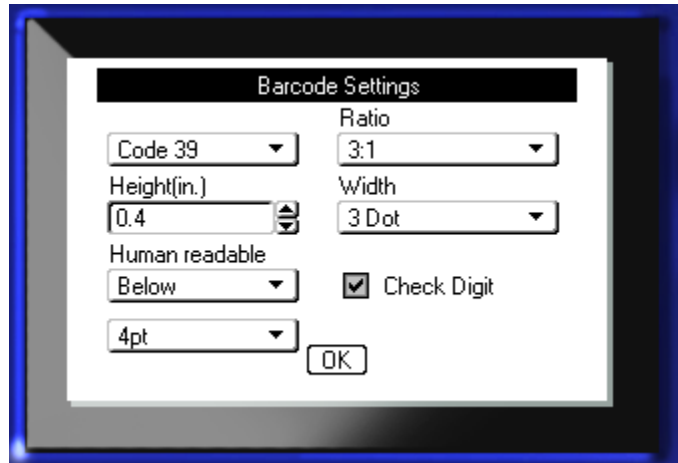 Barcode Settings
Ratio
Code 39
3:1
Height(in.)
Width
0.4
3 Dot
Human readable
Below
Check Digit
4pt
OK